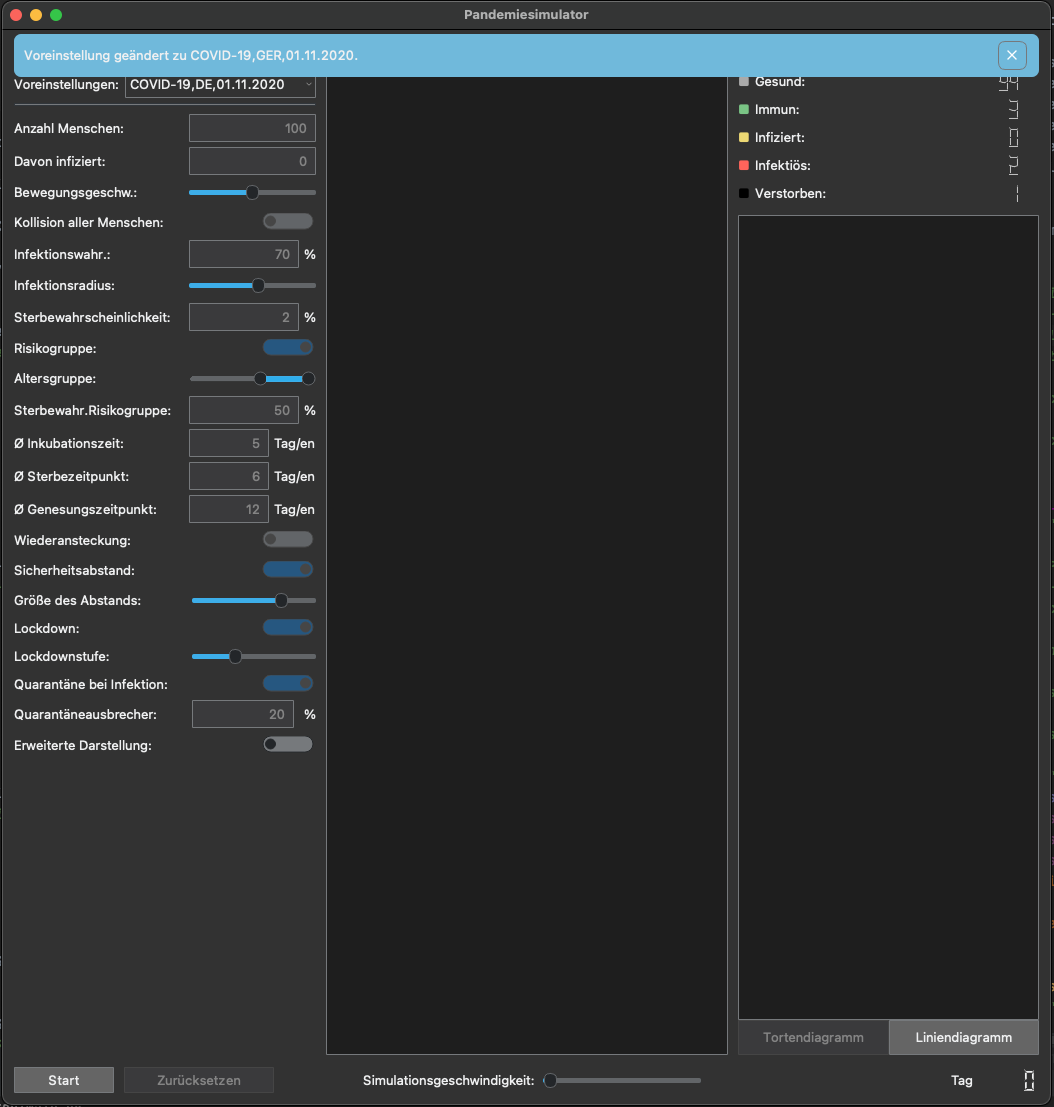 Pandemiesimulator
Voreinstellung geändert zu COVID-19,GER,01.11.2020.
Voreinstellungen: COVID-19,DE,01.11.2020
Anzahl Menschen: 100
Davon infiziert: 0
Bewegungsgeschw.:
Kollision aller Menschen:
Infektionswahr.: 70 %
Infektionsradius:
Sterbewahrscheinlichkeit: 2 %
Risikogruppe:
Altersgruppe:
Sterbewahr.Risikogruppe: 50 %
Ø Inkubationszeit: 5 Tag/en
Ø Sterbezeitpunkt: 6 Tag/en
Ø Genesungszeitpunkt: 12 Tag/en
Wiederansteckung:
Sicherheitsabstand:
Größe des Abstands:
Lockdown:
Lockdownstufe:
Quarantäne bei Infektion:
Quarantäneausbrecher: 20 %
Erweiterte Darstellung:
Start
Zurücksetzen
Simulationsgeschwindigkeit:
Gesund:
Immun: 3
Infiziert: 0
Infektiös: 2
Verstorben: 1
Tortendiagramm
Liniendiagramm
Tag 0